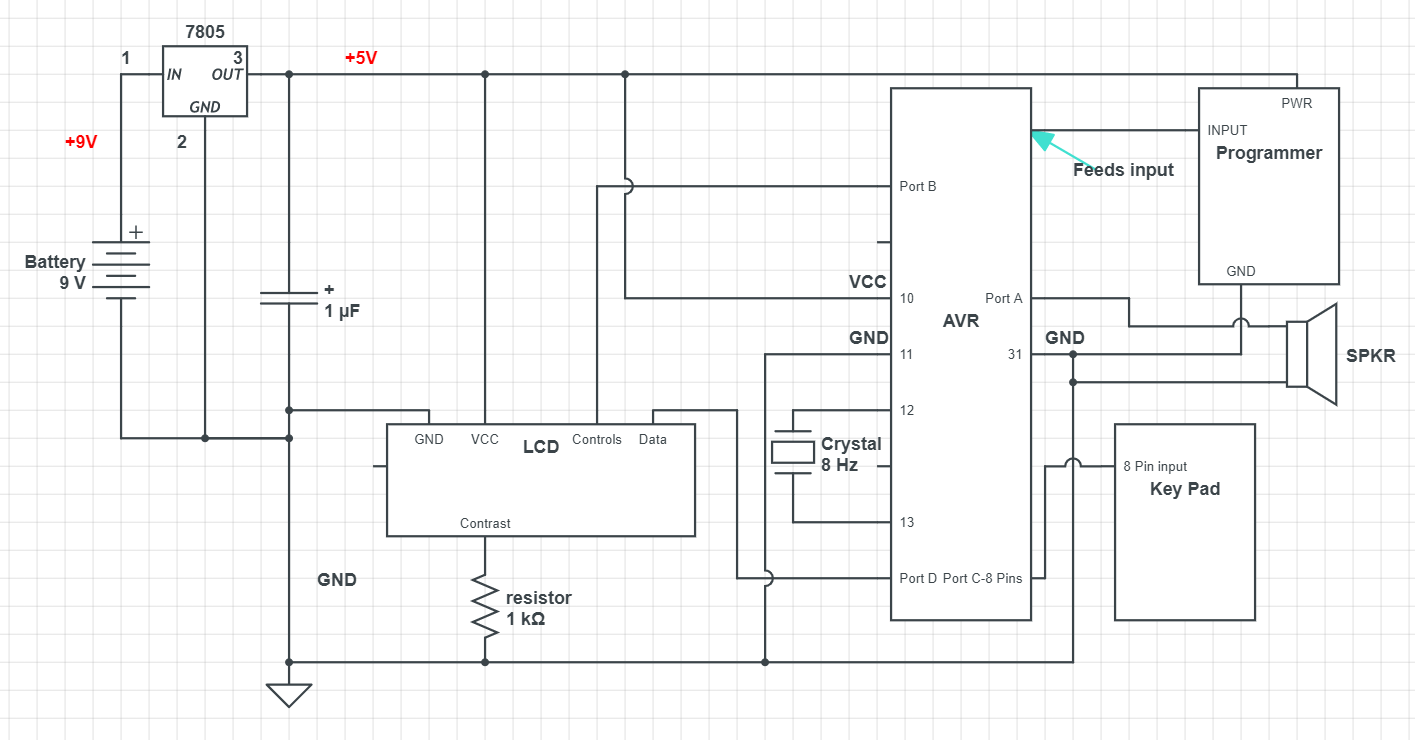 7805
1
3
+5V
IN
OUT
PWR
GND
INPUT
+9V
2
Programmer
Feeds input
Port B
+
Battery
9 V
GND
VCC
+
1 µF
10
Port A
AVR
GND
GND
11
31
SPKR
12
GND
VCC
LCD
Controls
Data
Crystal
8 Hz
8 Pin input
Key Pad
Contrast
13
GND
Port D
Port C-8 Pins
resistor
1 kΩ